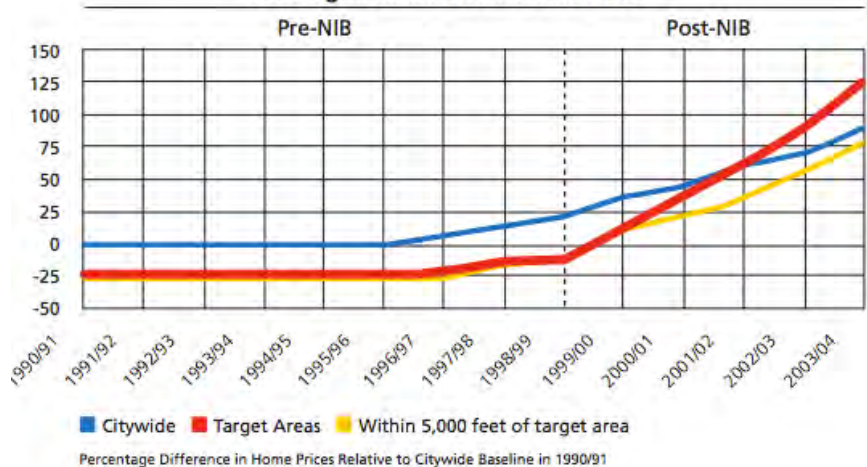 Pre-NIB Post-NIB
150
125
100
75
50
25
0
-25
-50
1990/91 1991/92 1992/93 1993/94 1994/95 1995/96 1996/97 1997/98 1998/99 1999/00 2000/01 2001/02 2002/03 2003/04
Citywide Target Areas Within 5,000 feet of target area
Percentage Difference in Home Prices Relative to Citywide Baseline in 1990/91